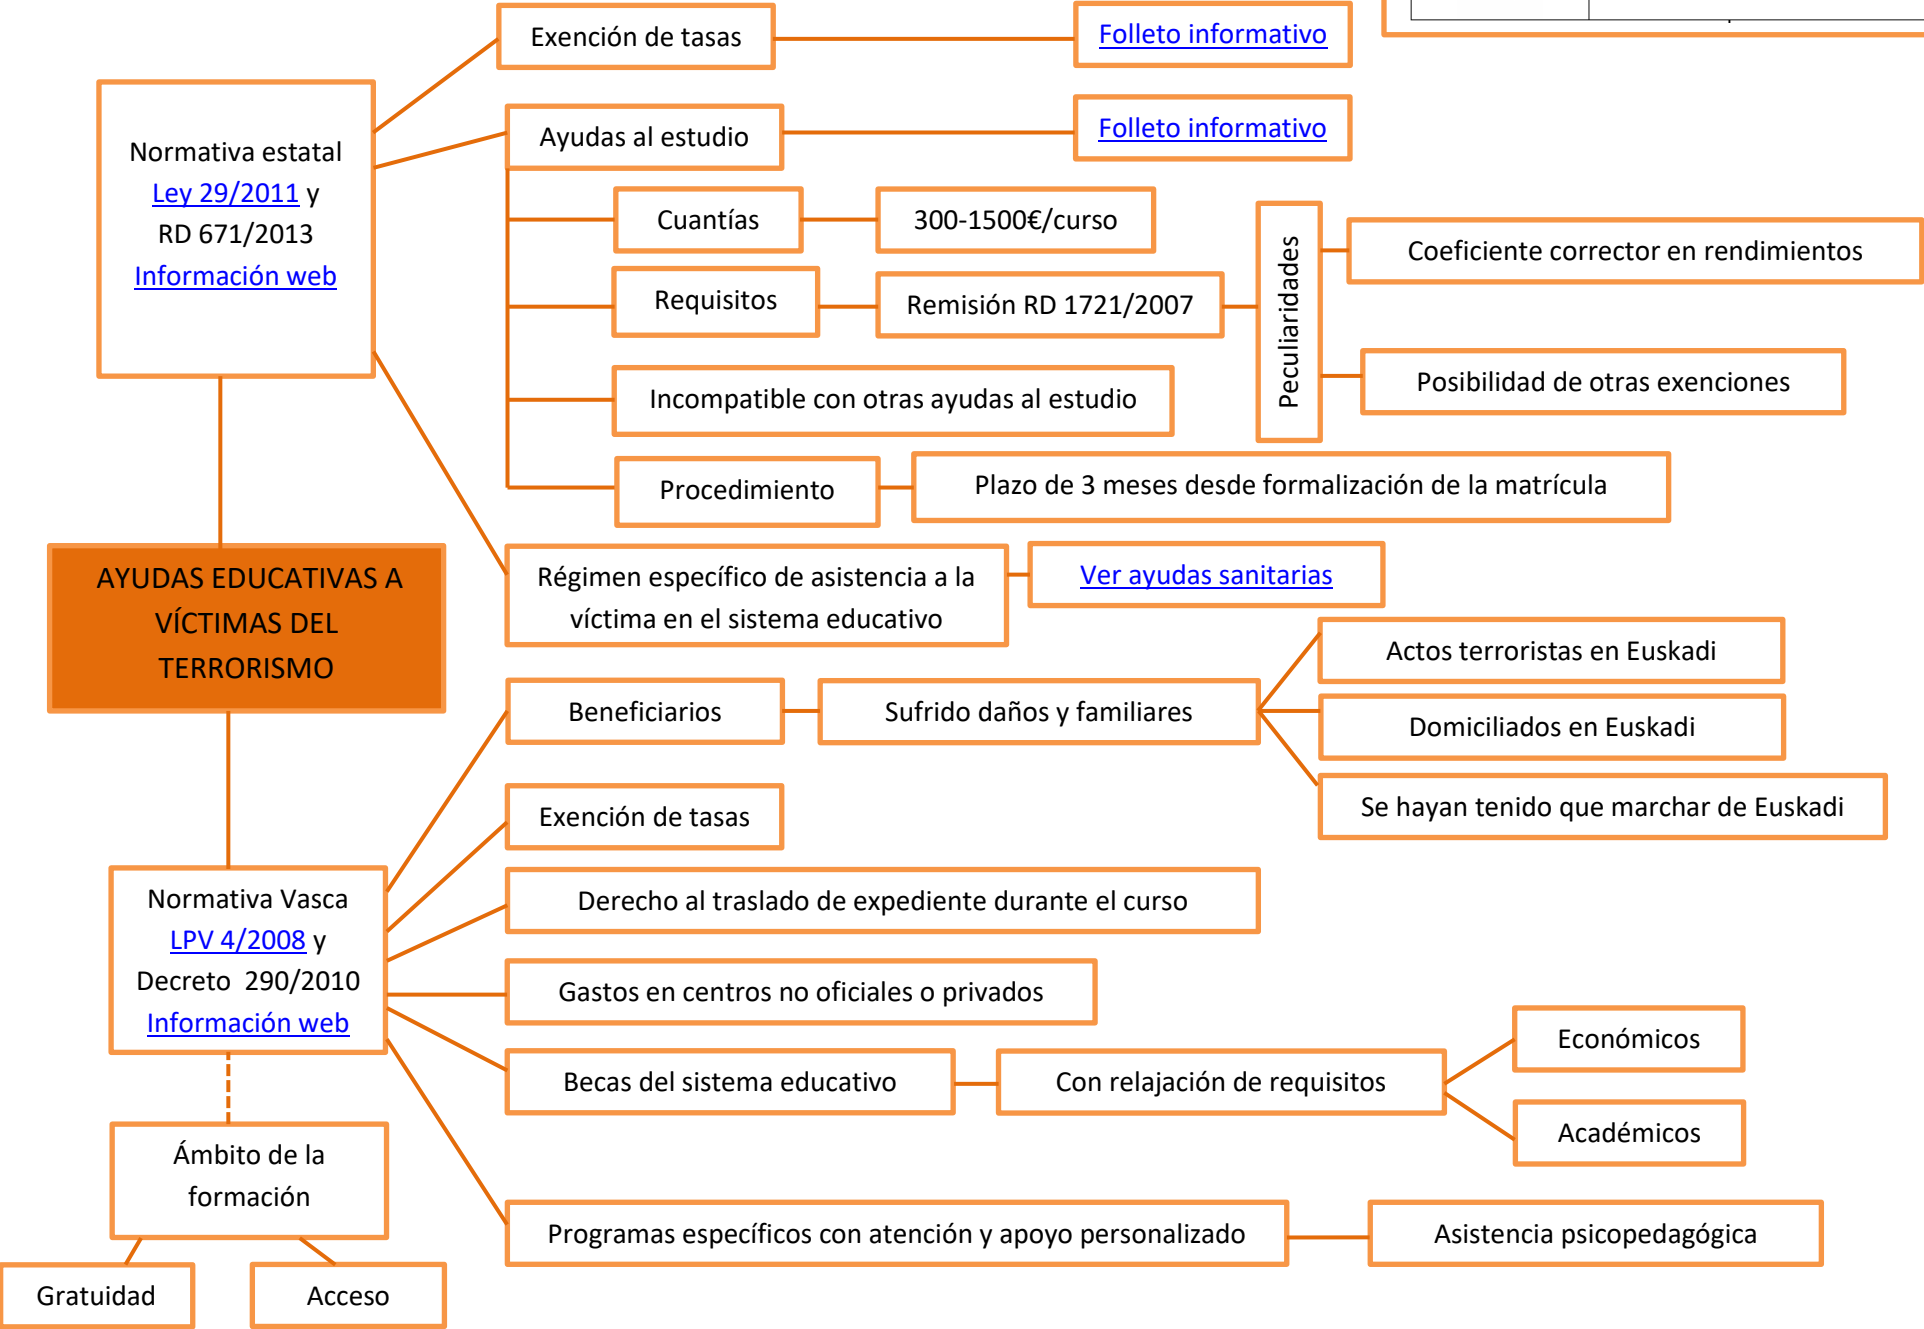 Exención de tasas
Folleto informativo
Normativa estatal
Ley 29/2011 y
RD 671/2013
Información web
Ayudas al estudio
Folleto informativo
Cuantías
300-1500€/curso
Requisitos
Remisión RD 1721/2007
Peculiaridades
Coeficiente corrector en rendimientos
Posibilidad de otras exenciones
Incompatible con otras ayudas al estudio
Procedimiento
Plazo de 3 meses desde formalización de la matrícula
Régimen específico de asistencia a la
víctima en el sistema educativo
Ver ayudas sanitarias
AYUDAS EDUCATIVAS A
VÍCTIMAS DEL
TERRORISMO
Beneficiarios
Sufrido daños y familiares
Actos terroristas en Euskadi
Domiciliados en Euskadi
Se hayan tenido que marchar de Euskadi
Exención de tasas
Normativa Vasca
LPV 4/2008 y
Decreto 290/2010
Información web
Derecho al traslado de expediente durante el curso
Gastos en centros no oficiales o privados
Becas del sistema educativo
Con relajación de requisitos
Económicos
Académicos
Programas específicos con atención y apoyo personalizado
Asistencia psicopedagógica
Ámbito de la
formación
Gratuidad
Acceso